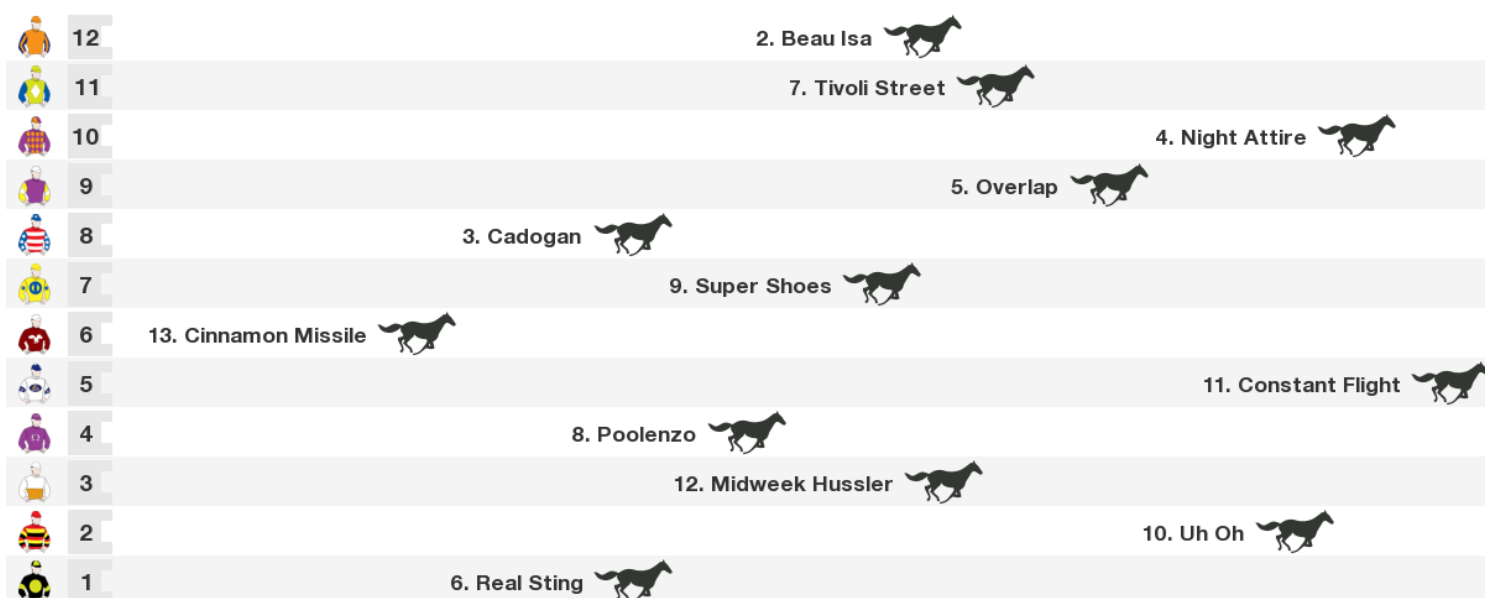 12 2. Beau Isa
11 7. Tivoli Street
10 4. Night Attire
9 5. Overlap
8 3. Cadogan
7 9. Super Shoes
6 13. Cinnamon Missile
5 11. Constant Flight
4 8. Poolenzo
3 12. Midweek Hussler
2 10. Uh Oh
1 6. Real Sting